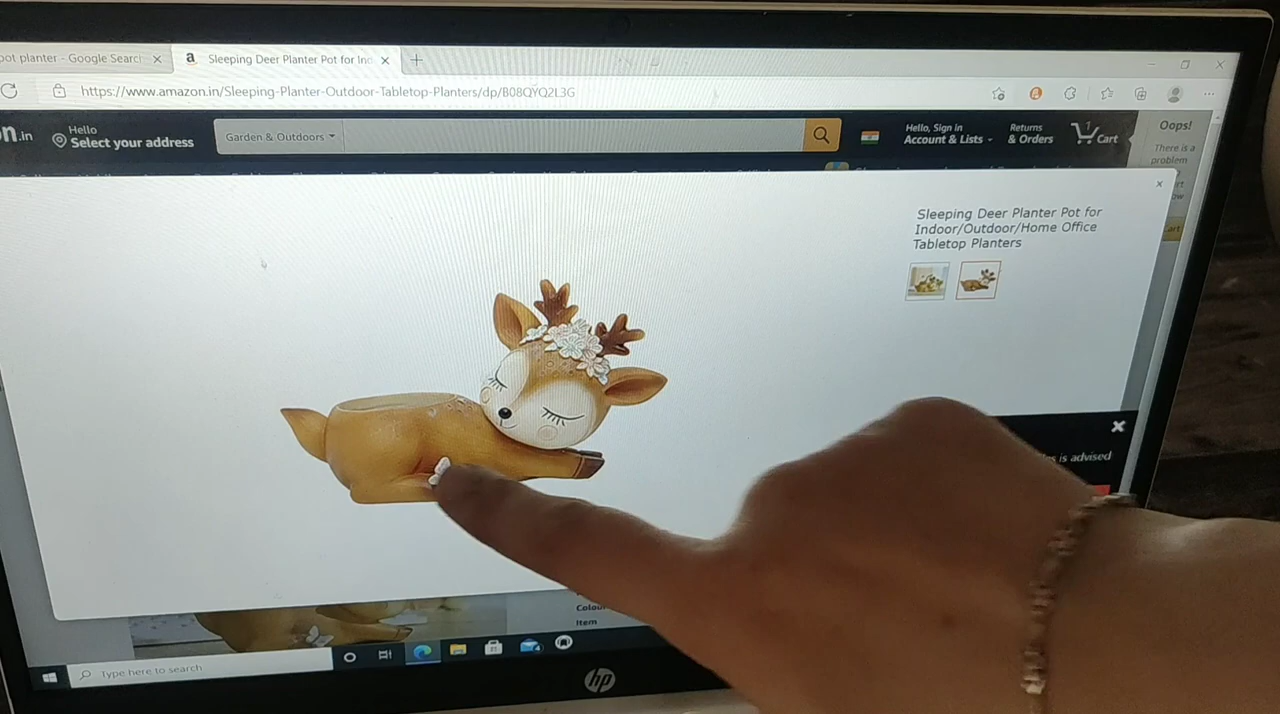 pot planter - Google Search
a Sleeping Deer Planter Pot for Ind
https://www.amazon.in/Sleeping-Planter-Outdoor-Tabletop-Planters/dp/B08QYQ2L3G
n.in
Hello
Select your address
Garden & Outdoors
Hello, Sign in
Account & Lists
Returns
& Orders
1
Cart
Oops!
There is a
problem
Sleeping Deer Planter Pot for
Indoor/Outdoor/Home Office
Tabletop Planters
is advised
Colou
Item
Type here to search
hp